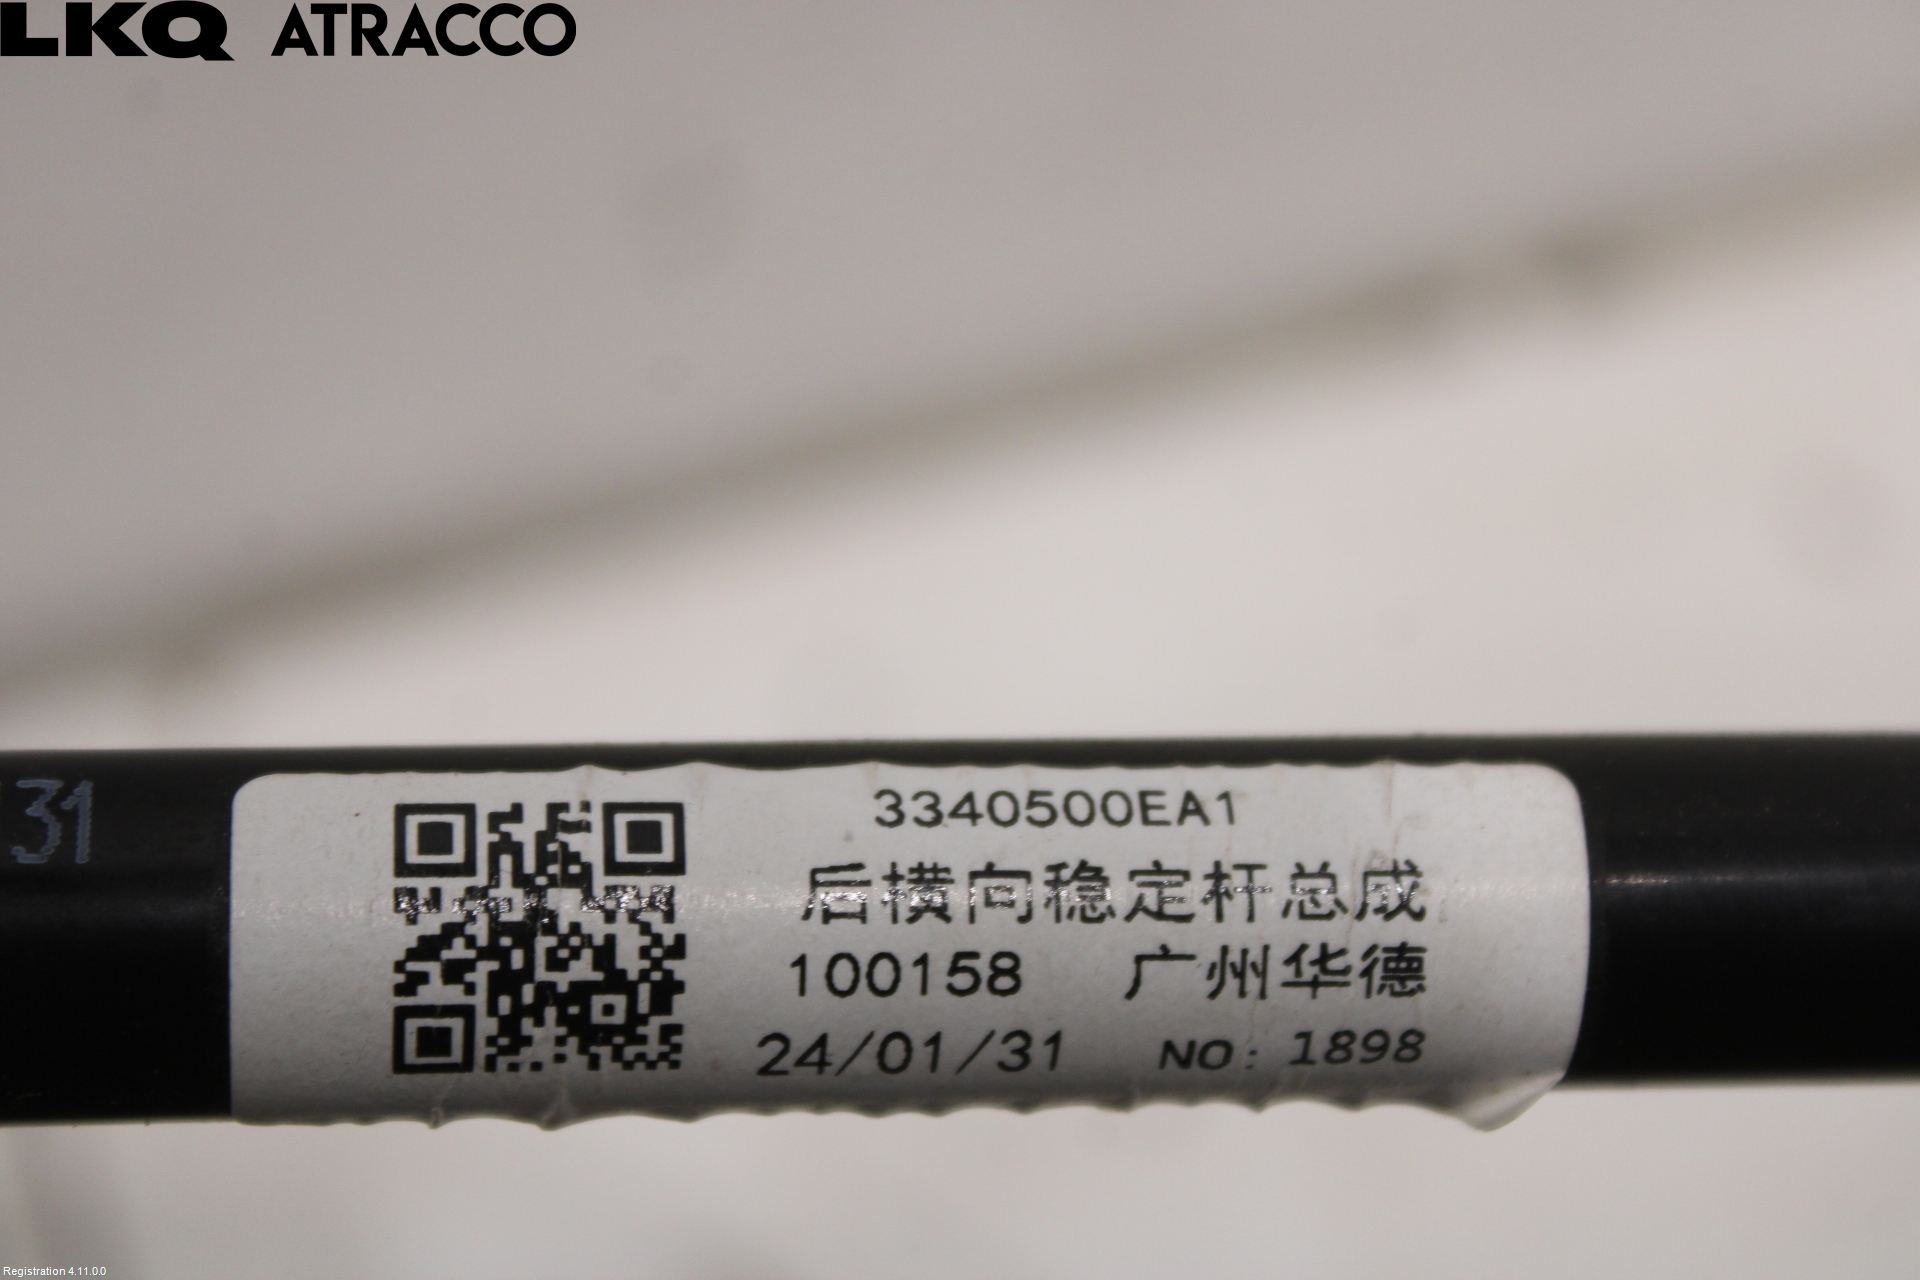 LKQ ATRACCO
31
3340500EA1
后横向稳定杆总成
100158 广州华德
24/01/31 NO: 1898
Registration 4.11.0.0